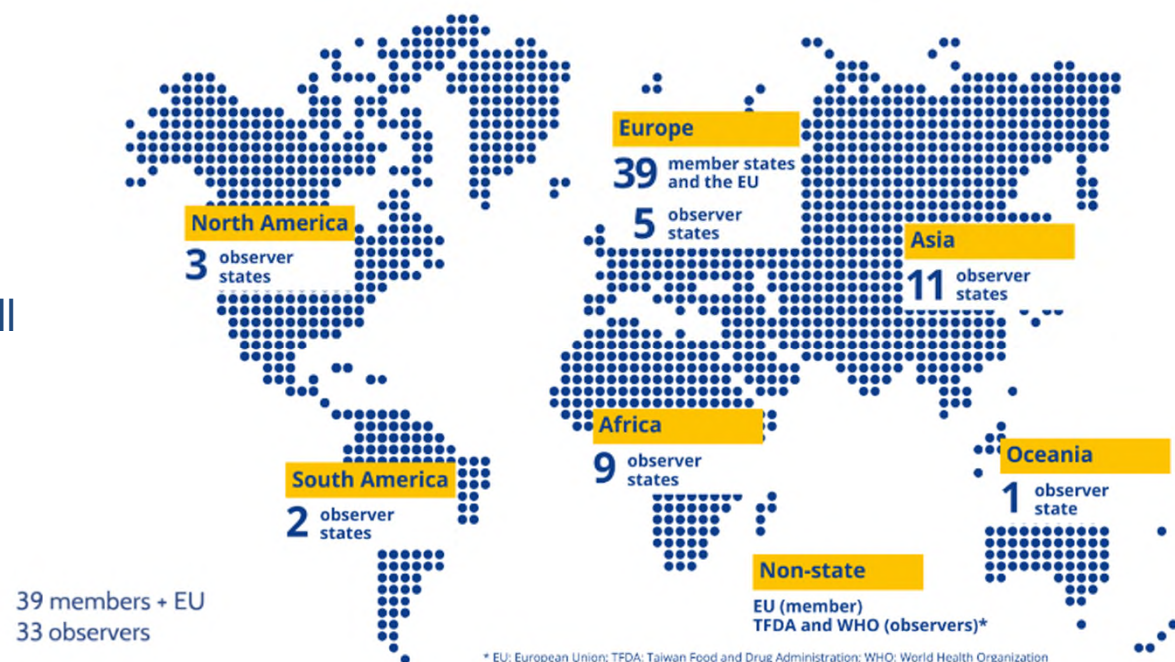 Europe
39 member states
and the EU
5 observer
states
North America
3 observer
states
Asia
11 observer
states
Africa
9 observer
states
South America
2 observer
states
Oceania
1 observer
state
Non-state
EU (member)
TFDA and WHO (observers)*
39 members + EU
33 observers
* EU: European Union; TFDA: Taiwan Food and Drug Administration; WHO: World Health Organization